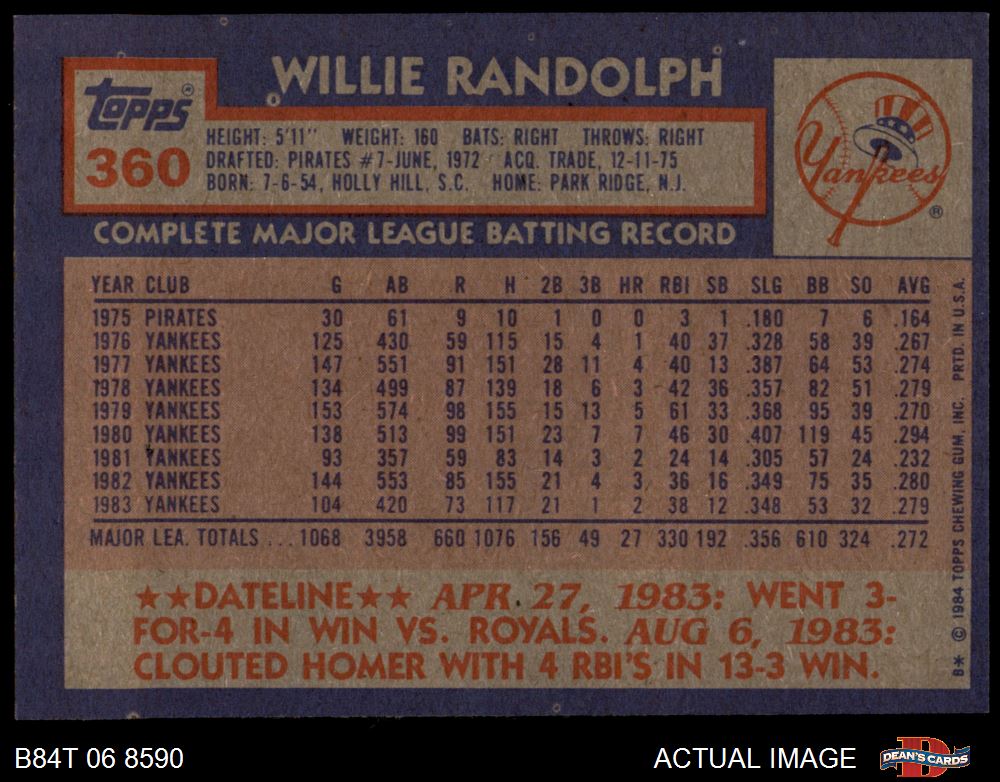 WILLIE RANDOLPH
Topps®
360
HEIGHT: 5'11" WEIGHT: 160 BATS: RIGHT THROWS: RIGHT
DRAFTED: PIRATES #7-JUNE, 1972 ACQ. TRADE, 12-11-75
BORN: 7-6-54, HOLLY HILL, S.C. HOME: PARK RIDGE, N.J.
Yankees ®
COMPLETE MAJOR LEAGUE BATTING RECORD
YEAR CLUB G AB R H 2B 3B HR RBI SB SLG BB SO AVG
1975 PIRATES 30 61 9 10 1 0 0 3 1 .180 7 6 .164
1976 YANKEES 125 430 59 115 15 4 1 40 37 .328 58 39 .267
1977 YANKEES 147 551 91 151 28 11 4 40 13 .387 64 53 .274
1978 YANKEES 134 499 87 139 18 6 3 42 36 .357 82 51 .279
1979 YANKEES 153 574 98 155 15 13 5 61 33 .368 95 39 .270
1980 YANKEES 138 513 99 151 23 7 7 46 30 .407 119 45 .294
1981 YANKEES 93 357 59 83 14 3 2 24 14 .305 57 24 .232
1982 YANKEES 144 553 85 155 21 4 3 36 16 .349 75 35 .280
1983 YANKEES 104 420 73 117 21 1 2 38 12 .348 53 32 .279
MAJOR LEA. TOTALS ... 1068 3958 660 1076 156 49 27 330 192 .356 610 324 .272
★★DATELINE★★ APR. 27, 1983: WENT 3-
FOR-4 IN WIN VS. ROYALS. AUG 6, 1983:
CLOUTED HOMER WITH 4 RBI'S IN 13-3 WIN.
8* © 1984 TOPPS CHEWING GUM, INC. PRTD. IN U.S.A.
B84T 06 8590
ACTUAL IMAGE
D
DEAN'S CARDS